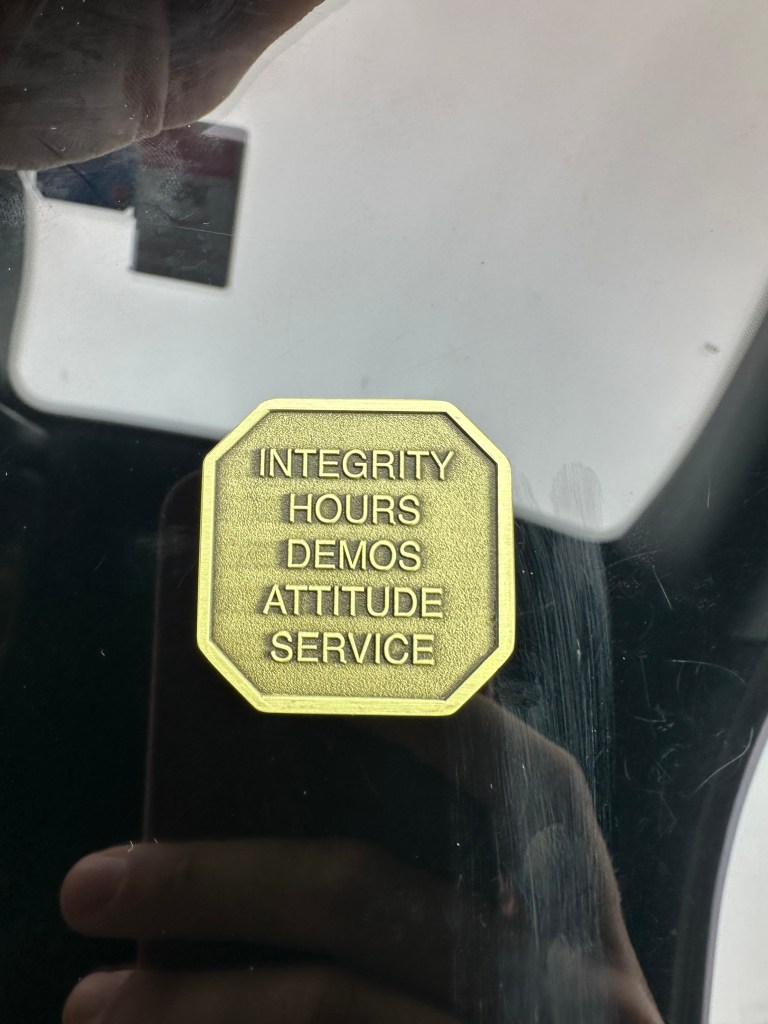 INTEGRITY
HOURS
DEMOS
ATTITUDE
SERVICE